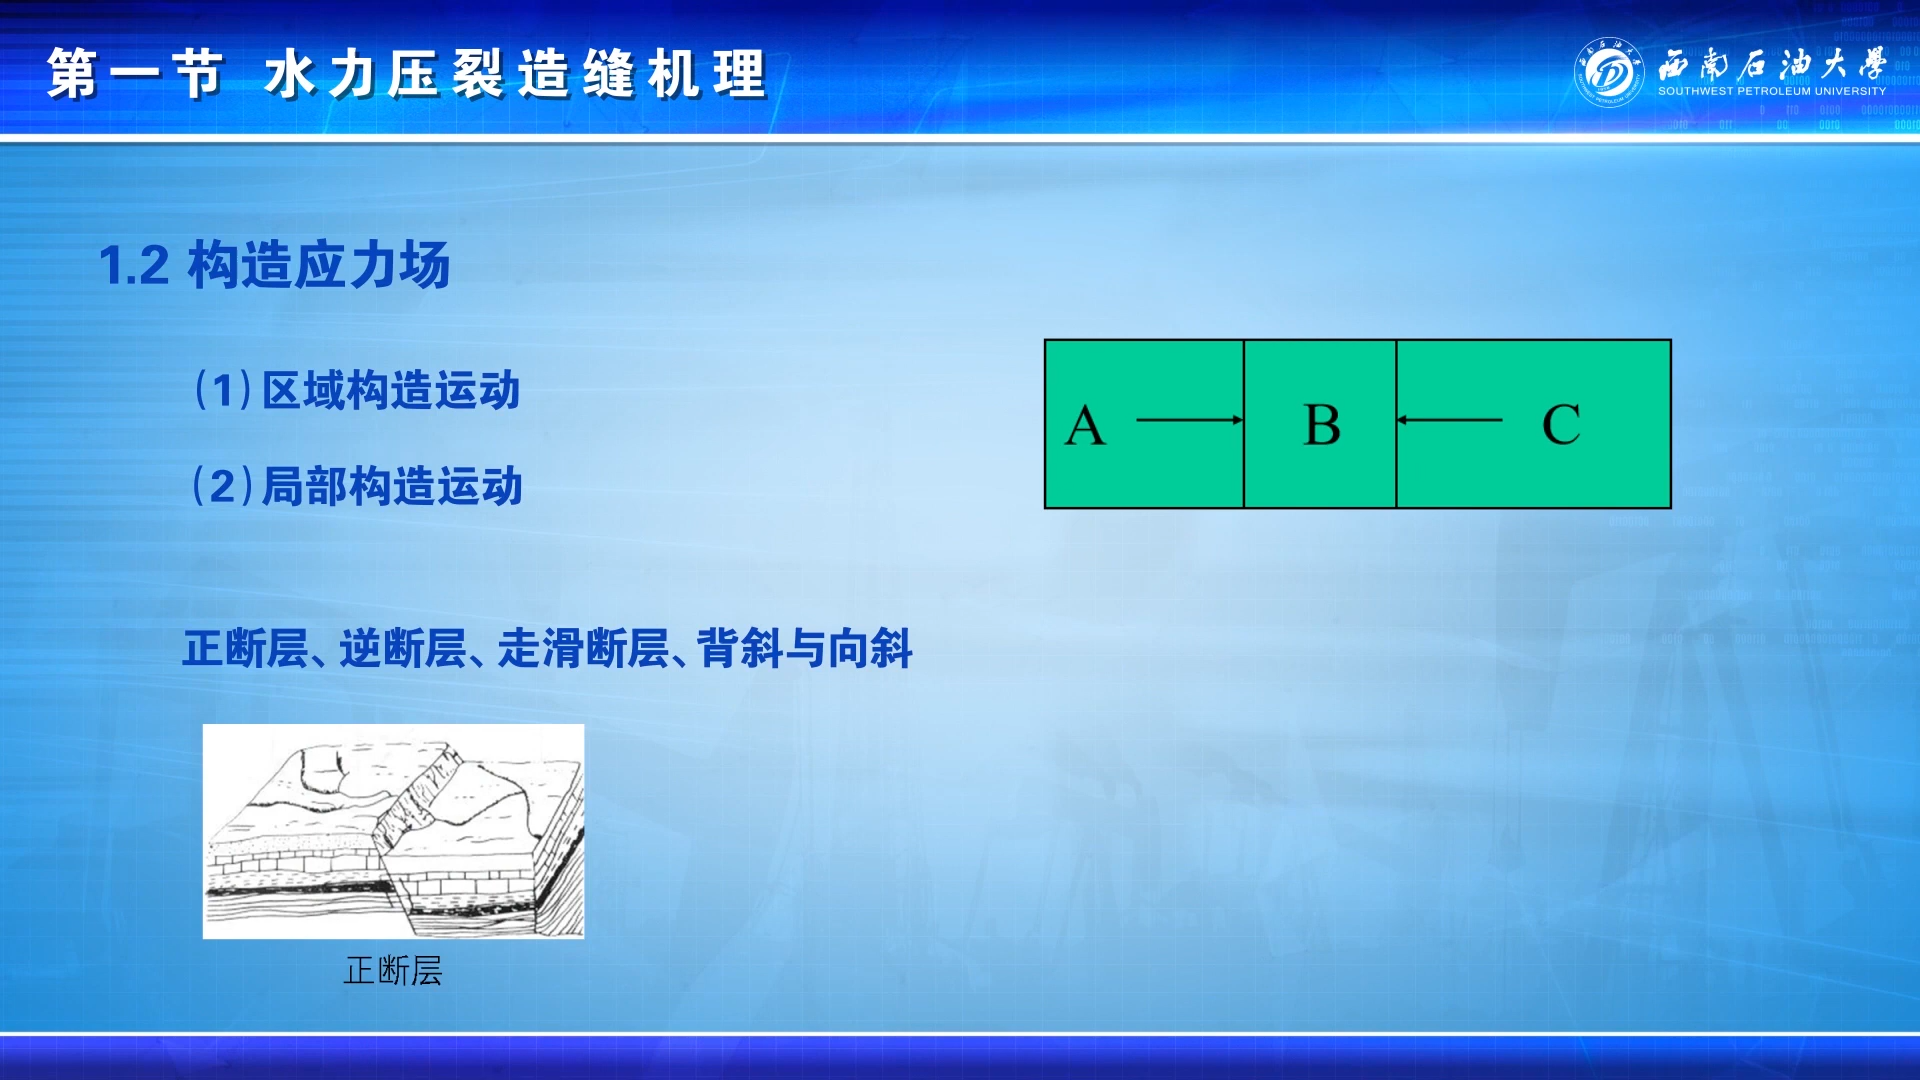 第一节 水力压裂造缝机理
西南石油大學
SOUTHWEST PETROLEUM UNIVERSITY
1.2 构造应力场
(1)区域构造运动
(2)局部构造运动
A B C
正断层、逆断层、走滑断层、背斜与向斜
正断层